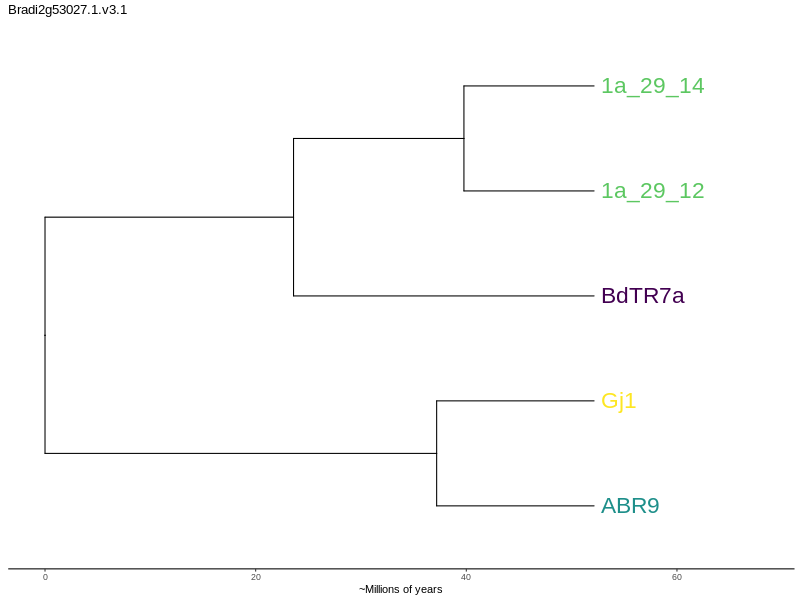 Bradi2g53027.1.v3.1
1a_29_14
1a_29_12
BdTR7a
Gj1
ABR9
0 20 40 60
~Millions of years